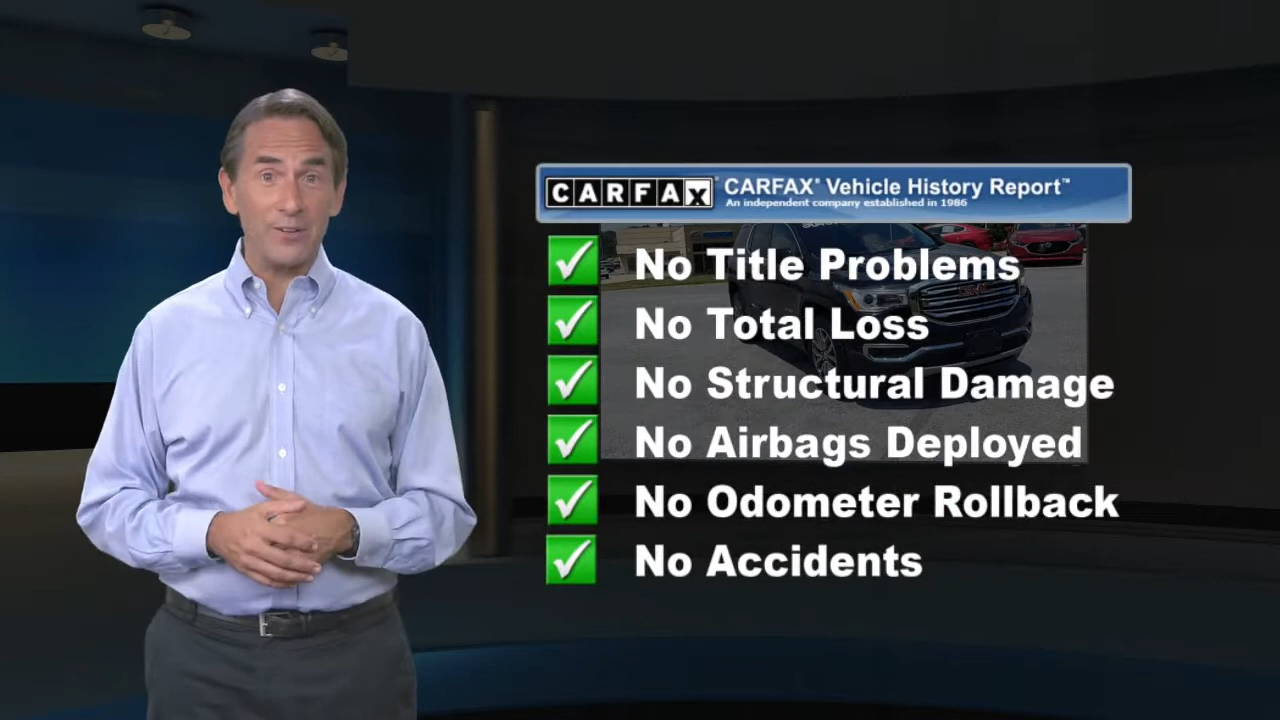 CARFAX® CARFAX® Vehicle History Report™
An independent company established in 1986
No Title Problems
No Total Loss
No Structural Damage
No Airbags Deployed
No Odometer Rollback
No Accidents
GMC